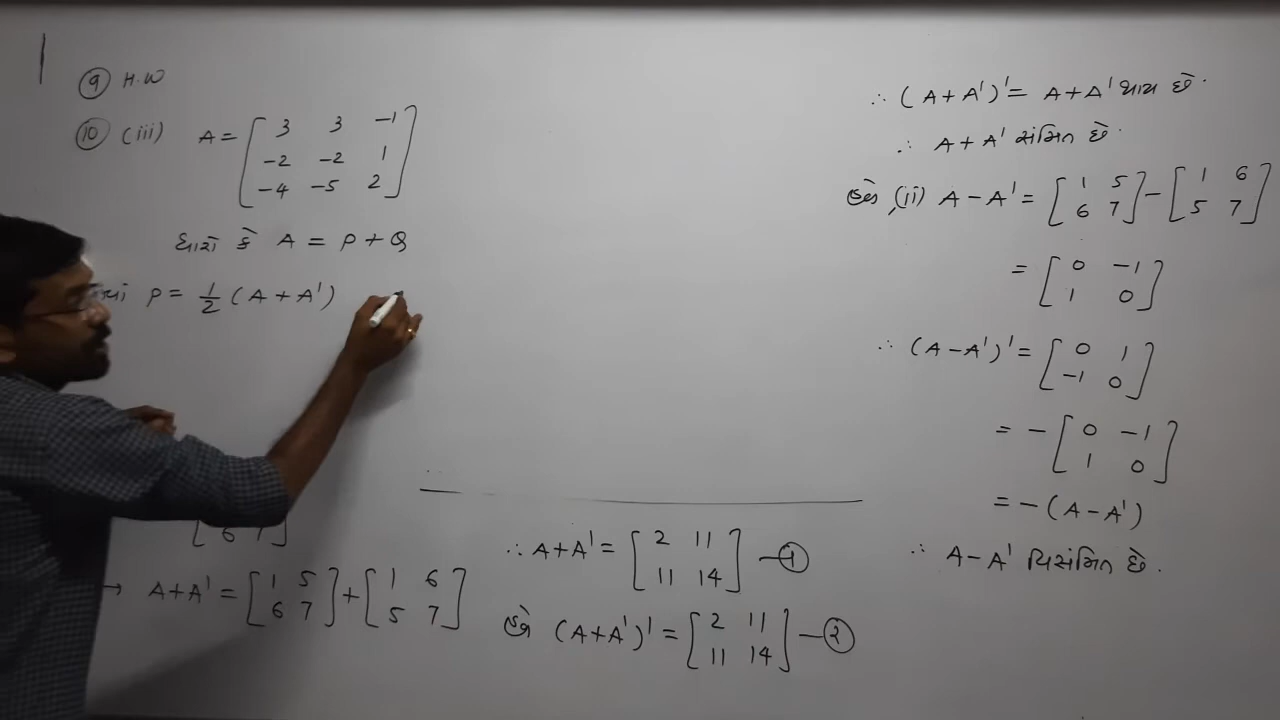 ⑨ H.W
⑩ (iii) A = [ 3 3 -1
-2 -2 1
-4 -5 2 ]
ધારો કે A = P + Q
P = 1/2 (A + A')
6 7 ]
→ A+A' = [ 1 5 ] + [ 1 6 ]
[ 6 7 ] [ 5 7 ]
∴ A+A' = [ 2 11 ] — ①
[ 11 14 ]
હવે (A+A')' = [ 2 11 ] — ②
[ 11 14 ]
∴ (A+A')' = A+A' થાય છે.
∴ A+A' સંમિત છે.
હવે, (ii) A-A' = [ 1 5 ] - [ 1 6 ]
[ 6 7 ] [ 5 7 ]
= [ 0 -1 ]
[ 1 0 ]
∴ (A-A')' = [ 0 1 ]
[ -1 0 ]
= - [ 0 -1 ]
[ 1 0 ]
= -(A-A')
∴ A-A' વિસંમિત છે.